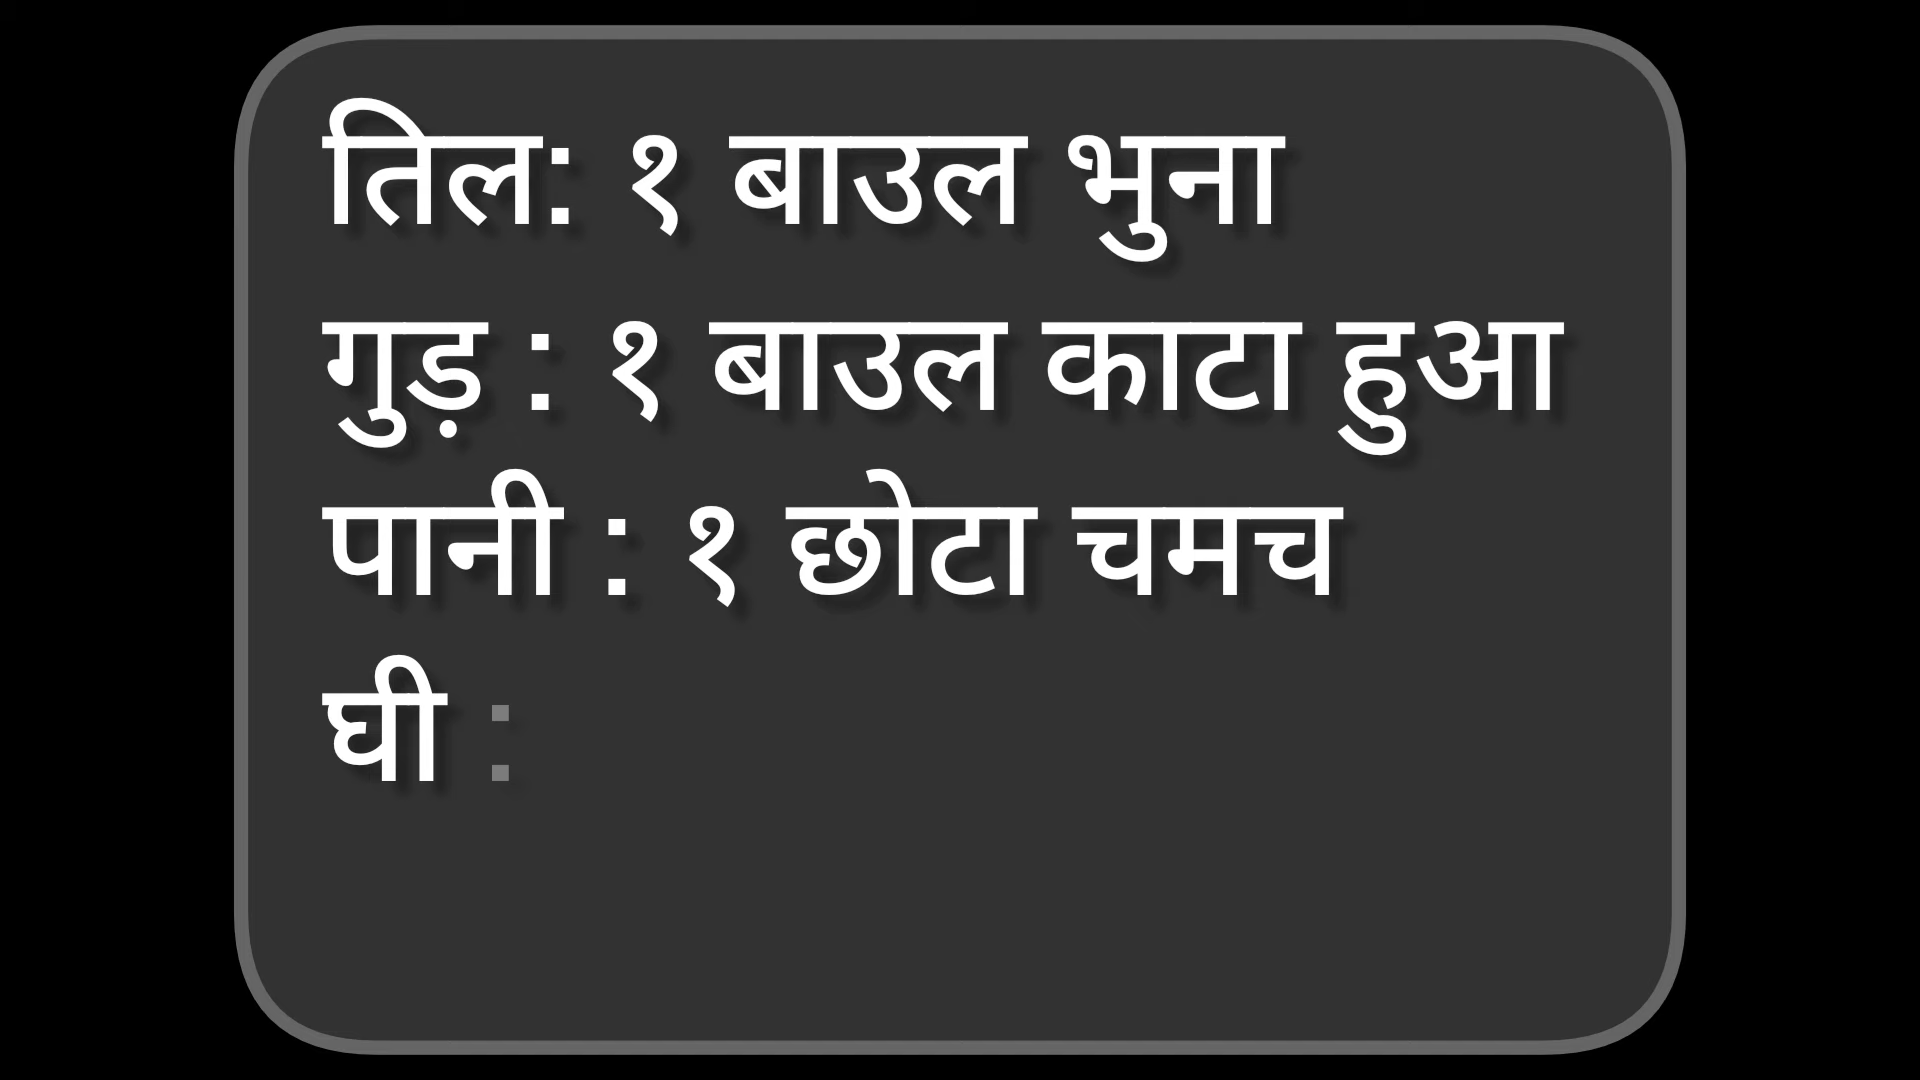 तिल: १ बाउल भुना
गुड़ : १ बाउल काटा हुआ
पानी : १ छोटा चमच
घी :